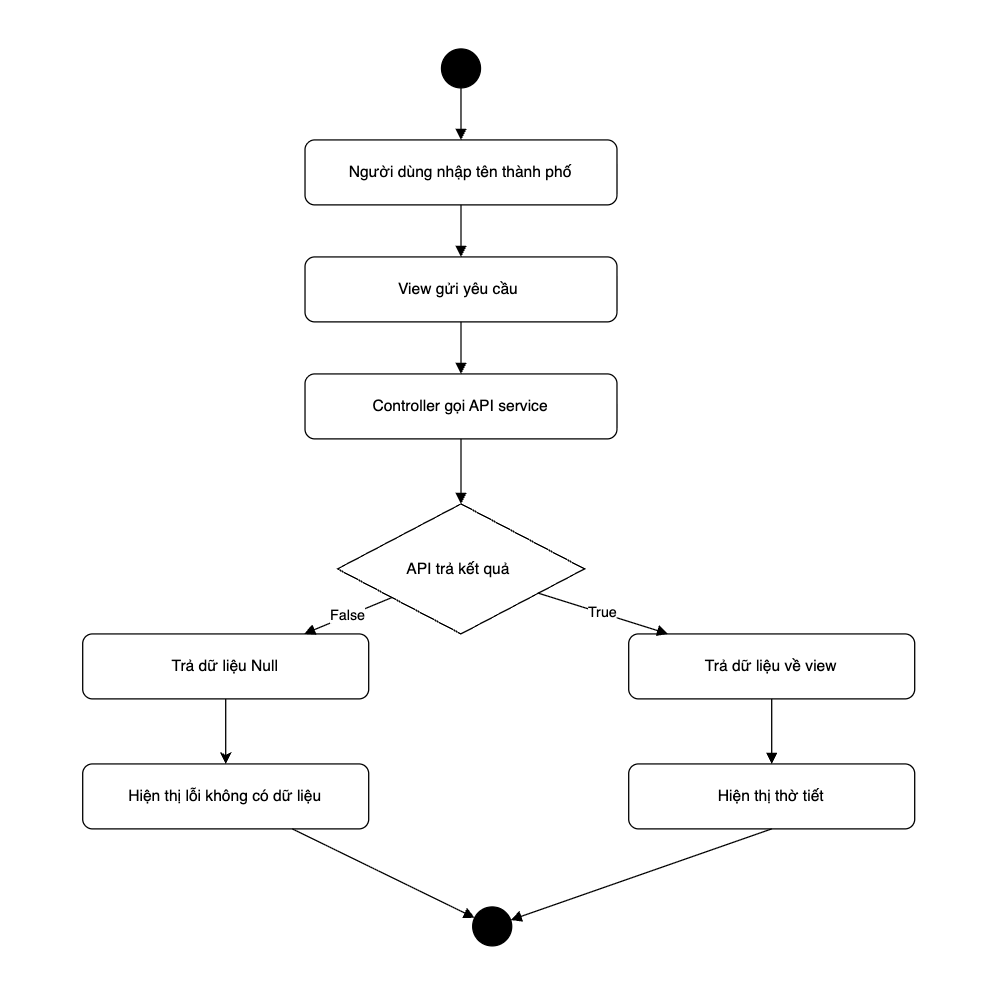 Người dùng nhập tên thành phố
View gửi yêu cầu
Controller gọi API service
API trả kết quả
False
True
Trả dữ liệu Null
Trả dữ liệu về view
Hiện thị lỗi không có dữ liệu
Hiện thị thờ tiết